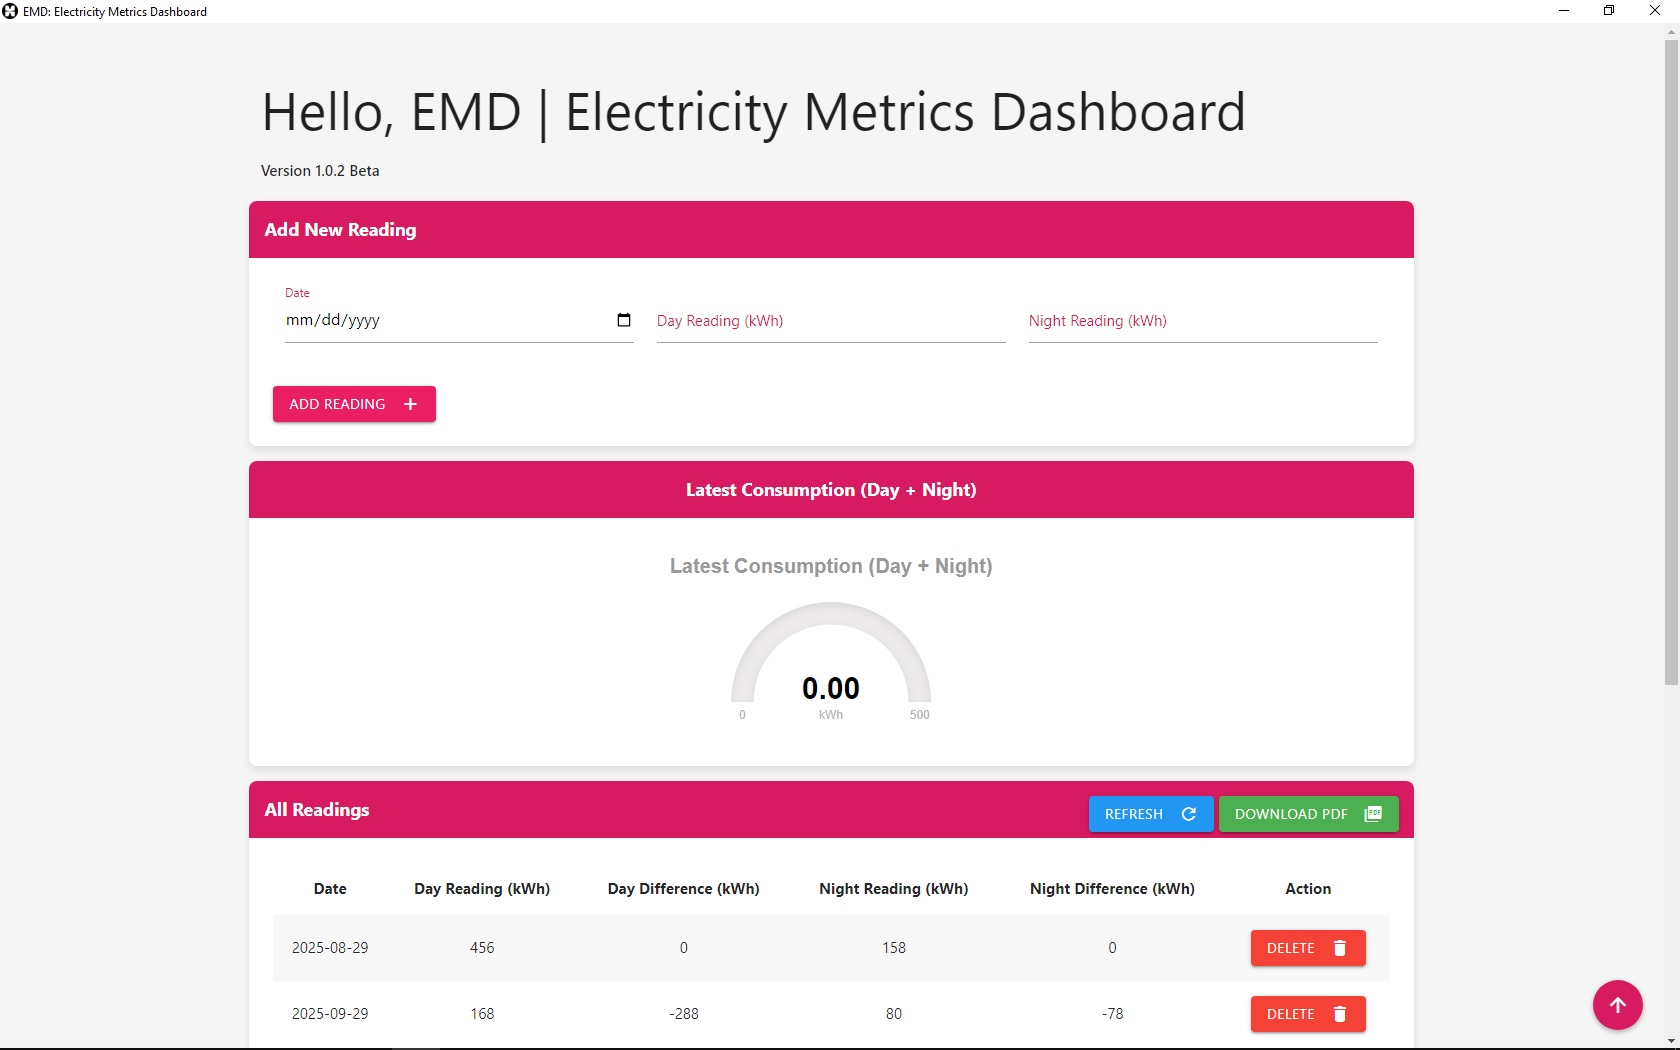 EMD: Electricity Metrics Dashboard
Hello, EMD | Electricity Metrics Dashboard
Version 1.0.2 Beta
Add New Reading
Date
mm/dd/yyyy
Day Reading (kWh)
Night Reading (kWh)
ADD READING
Latest Consumption (Day + Night)
Latest Consumption (Day + Night)
0.00
0 kWh 500
All Readings
REFRESH
DOWNLOAD PDF
PDF
Date Day Reading (kWh) Day Difference (kWh) Night Reading (kWh) Night Difference (kWh) Action
2025-08-29 456 0 158 0 DELETE
2025-09-29 168 -288 80 -78 DELETE